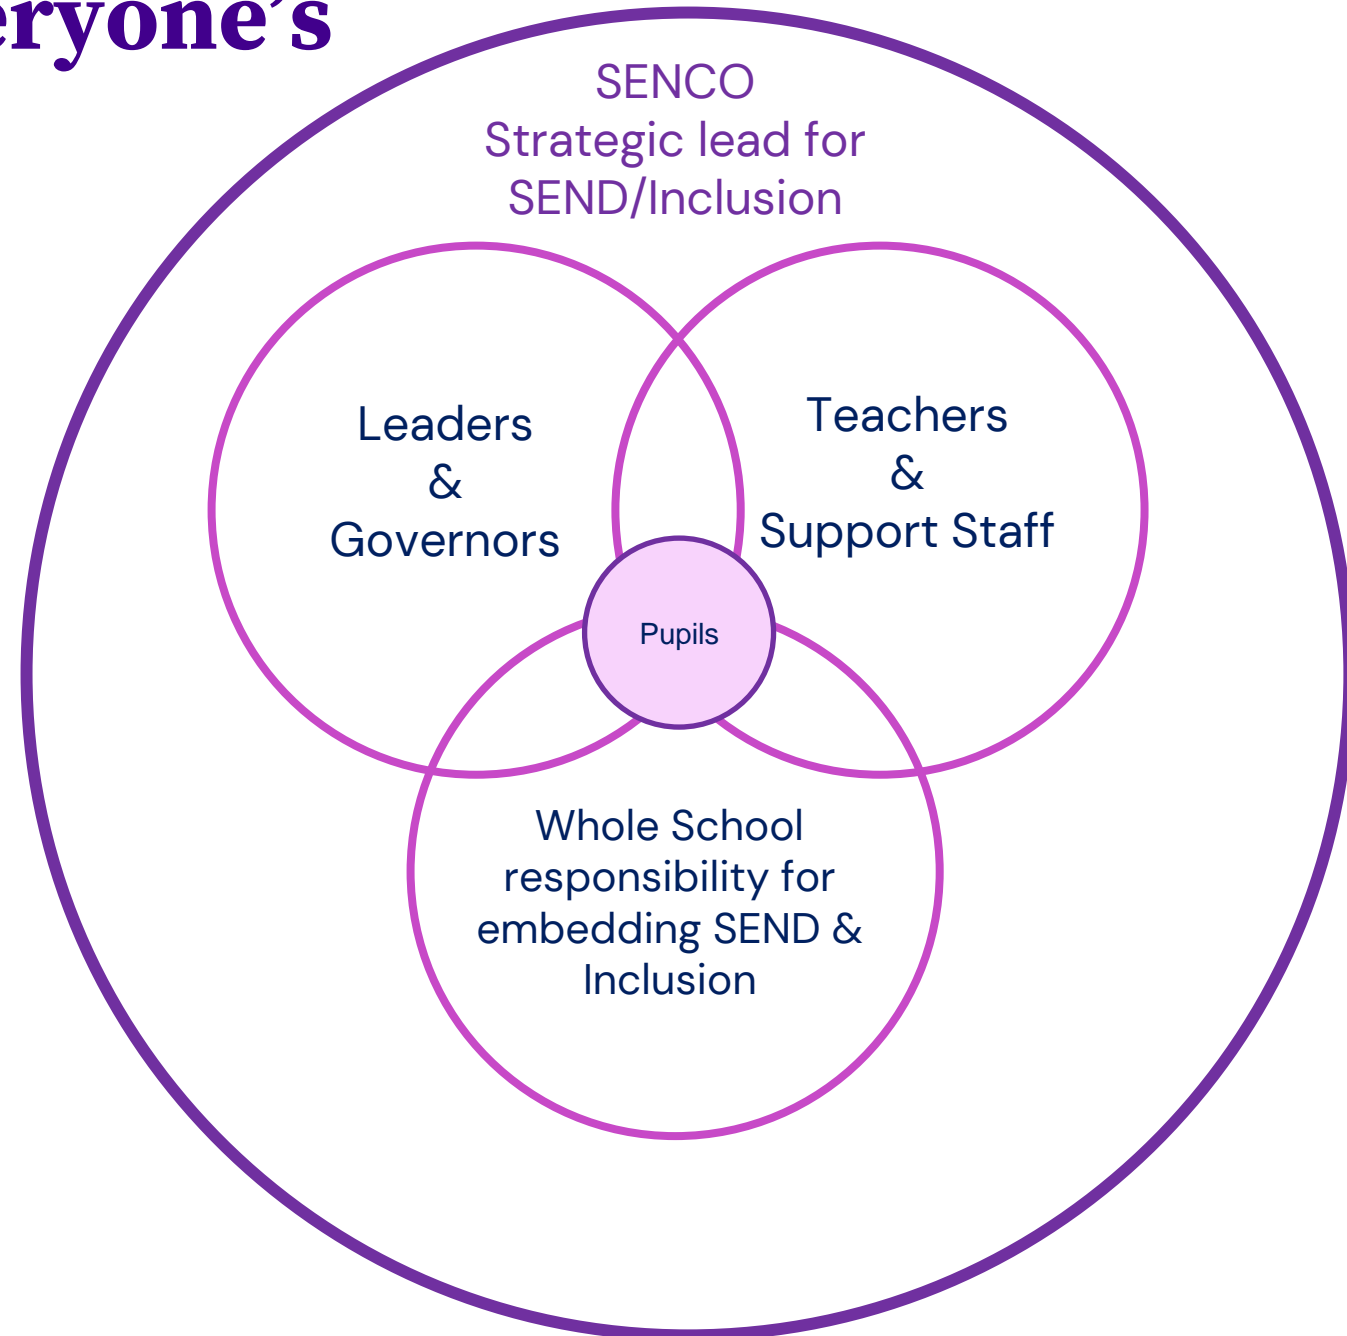 eryone’s
SENCO
Strategic lead for
SEND/Inclusion
Leaders
&
Governors
Teachers
&
Support Staff
Pupils
Whole School
responsibility for
embedding SEND &
Inclusion